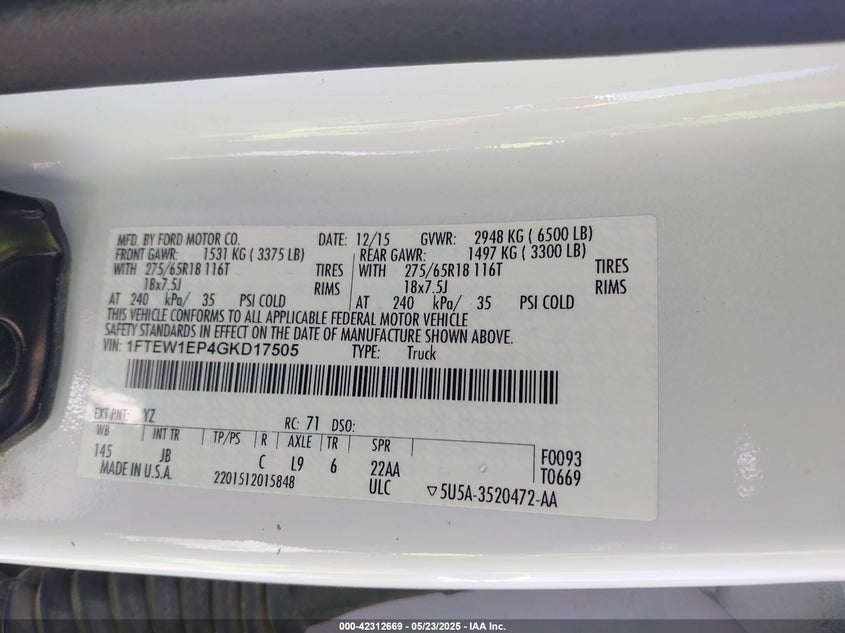 MFD. BY FORD MOTOR CO. DATE: 12/15 GVWR: 2948 KG ( 6500 LB)
FRONT GAWR: 1531 KG ( 3375 LB) REAR GAWR: 1497 KG ( 3300 LB)
WITH 275/65R18 116T TIRES WITH 275/65R18 116T TIRES
18x7.5J RIMS 18x7.5J RIMS
AT 240 kPa/ 35 PSI COLD AT 240 kPa/ 35 PSI COLD
THIS VEHICLE CONFORMS TO ALL APPLICABLE FEDERAL MOTOR VEHICLE
SAFETY STANDARDS IN EFFECT ON THE DATE OF MANUFACTURE SHOWN ABOVE.
VIN: 1FTEW1EP4GKD17505 TYPE: Truck
EXT PNT: YZ RC: 71 DSO:
WB INT TR TP/PS R AXLE TR SPR F0093
145 JB C L9 6 22AA T0669
MADE IN U.S.A. 2201512015848 ULC ▽5U5A-3520472-AA
000-42312669 - 05/23/2025 - IAA Inc.